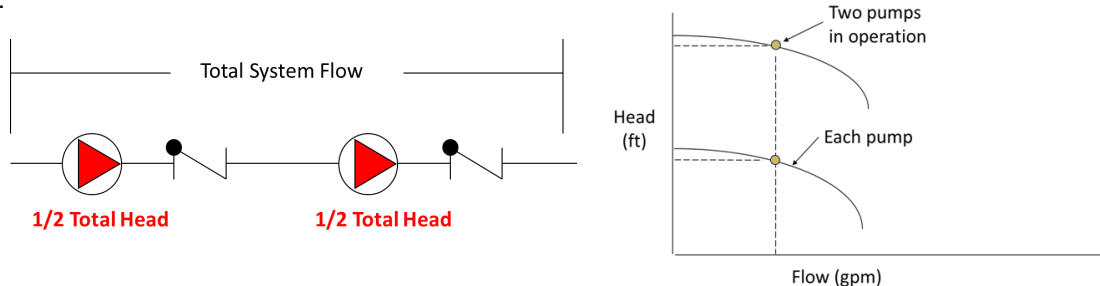 Total System Flow
1/2 Total Head
1/2 Total Head
Two pumps
in operation
Head
(ft)
Each pump
Flow (gpm)